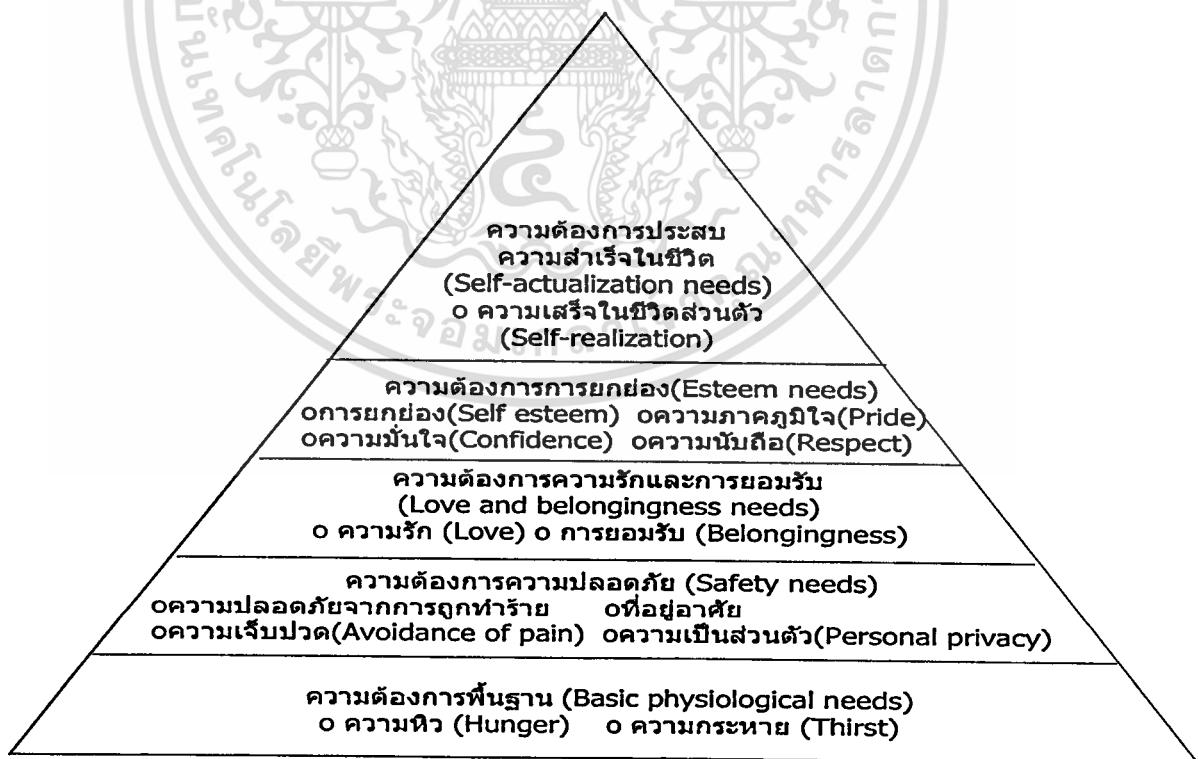 ความต้องการประสบ
ความสำเร็จในชีวิต
(Self-actualization needs)
o ความเสร็จในชีวิตส่วนตัว
(Self-realization)
ความต้องการการยกย่อง(Esteem needs)
oการยกย่อง(Self esteem) oความภาคภูมิใจ(Pride)
oความมั่นใจ(Confidence) oความนับถือ(Respect)
ความต้องการความรักและการยอมรับ
(Love and belongingness needs)
o ความรัก (Love) o การยอมรับ (Belongingness)
ความต้องการความปลอดภัย (Safety needs)
oความปลอดภัยจากการถูกทำร้าย oที่อยู่อาศัย
oความเจ็บปวด(Avoidance of pain) oความเป็นส่วนตัว(Personal privacy)
ความต้องการพื้นฐาน (Basic physiological needs)
o ความหิว (Hunger) o ความกระหาย (Thirst)